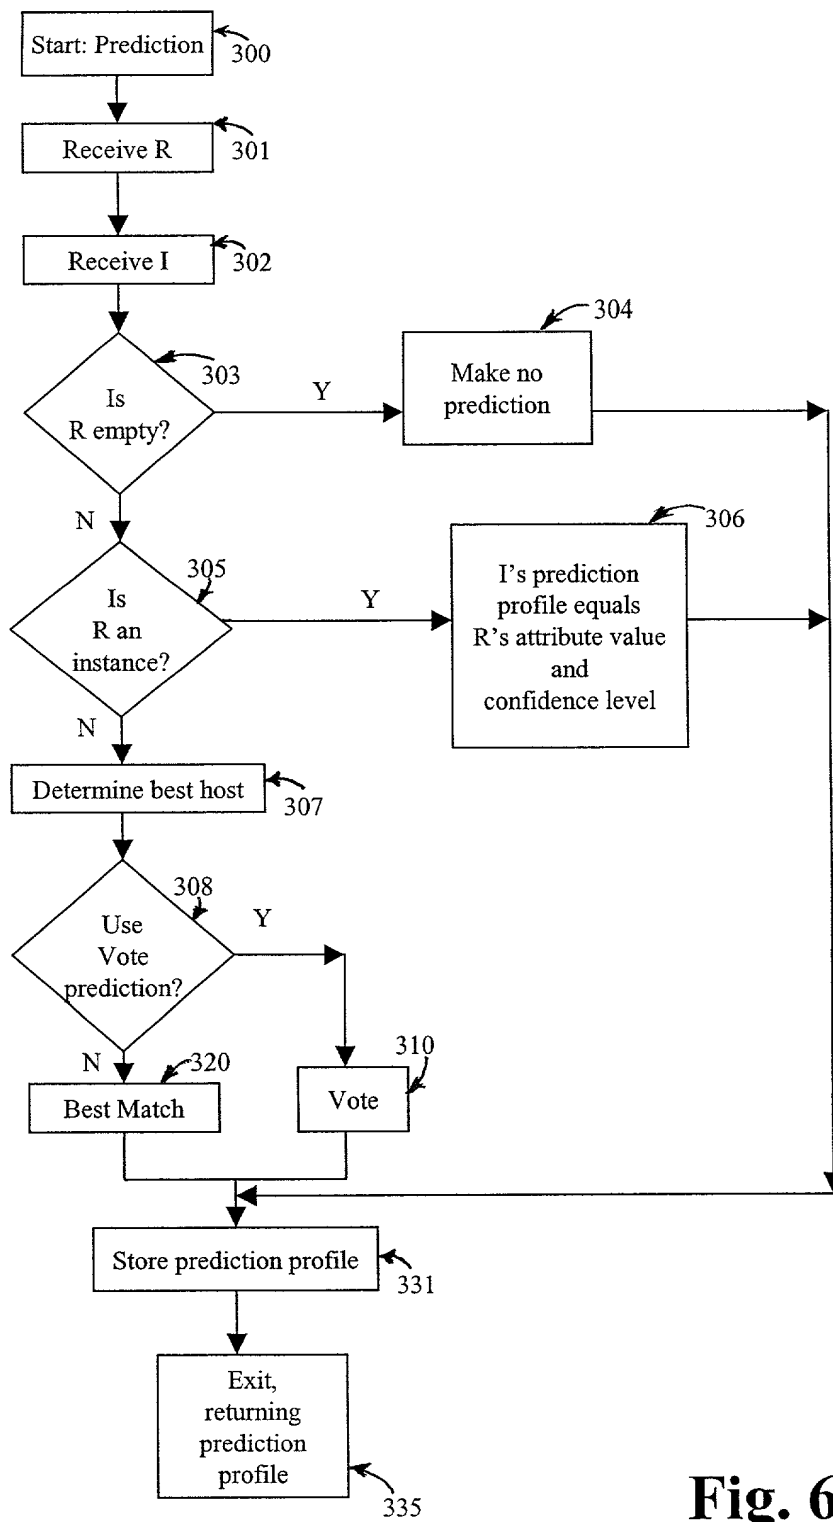 Start: Prediction
300
Receive R
301
Receive I
302
304
303
Is
R empty?
Y
Make no
prediction
N
306
305
Is
R an
instance?
Y
I's prediction
profile equals
R's attribute value
and
confidence level
N
Determine best host
307
308
Use
Vote
prediction?
Y
N
320
310
Best Match
Vote
Store prediction profile
331
Exit,
returning
prediction
profile
335
Fig. 6